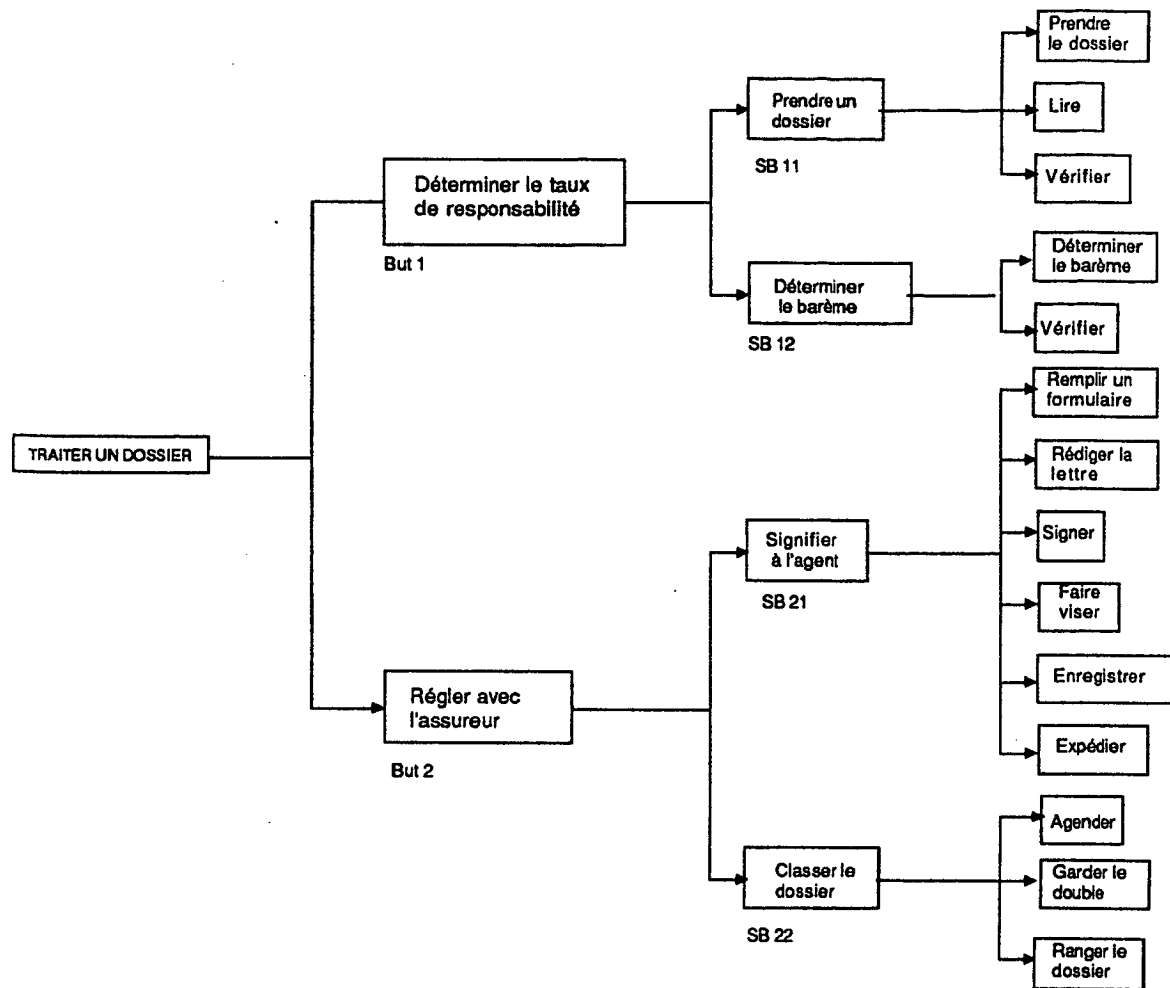 Prendre
le dossier
Prendre un
dossier
SB 11
Lire
Vérifier
Déterminer le taux
de responsabilité
But 1
Déterminer
le barème
SB 12
Déterminer
le barème
Vérifier
TRAITER UN DOSSIER
Remplir un
formulaire
Rédiger la
lettre
Signifier
à l'agent
SB 21
Signer
Faire
viser
Enregistrer
Expédier
Régler avec
l'assureur
But 2
Classer le
dossier
SB 22
Agender
Garder le
double
Ranger le
dossier